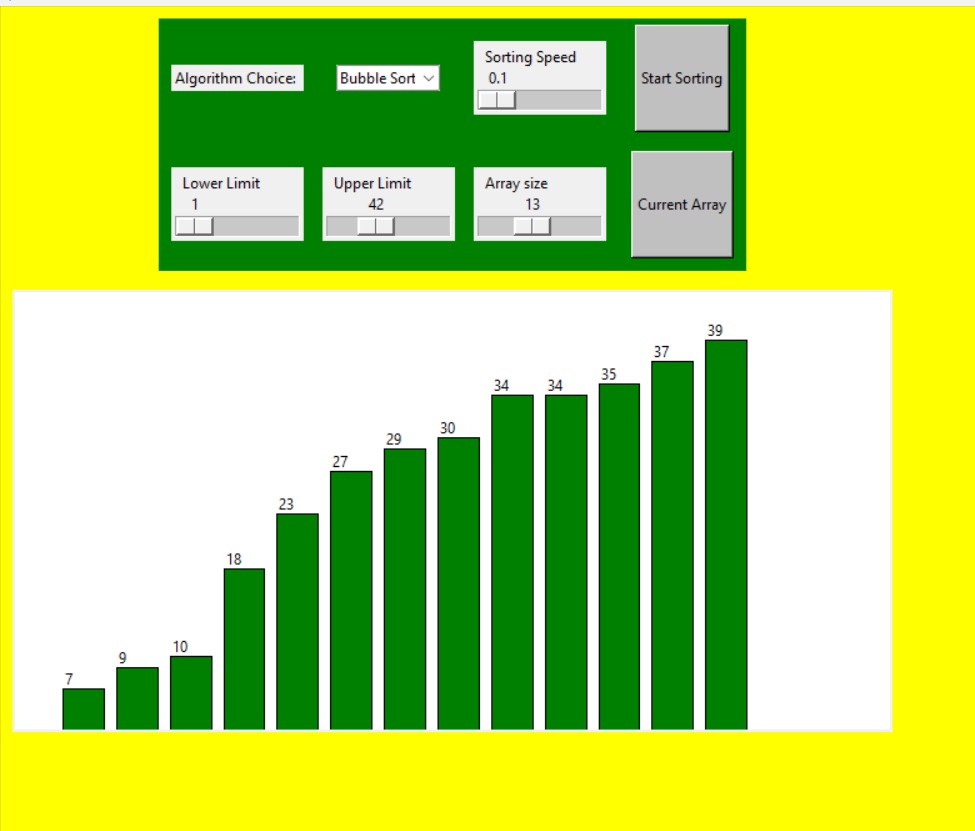 Algorithm Choice:
Bubble Sort
Sorting Speed
0.1
Start Sorting
Lower Limit
1
Upper Limit
42
Array size
13
Current Array
7
9
10
18
23
27
29
30
34
34
35
37
39